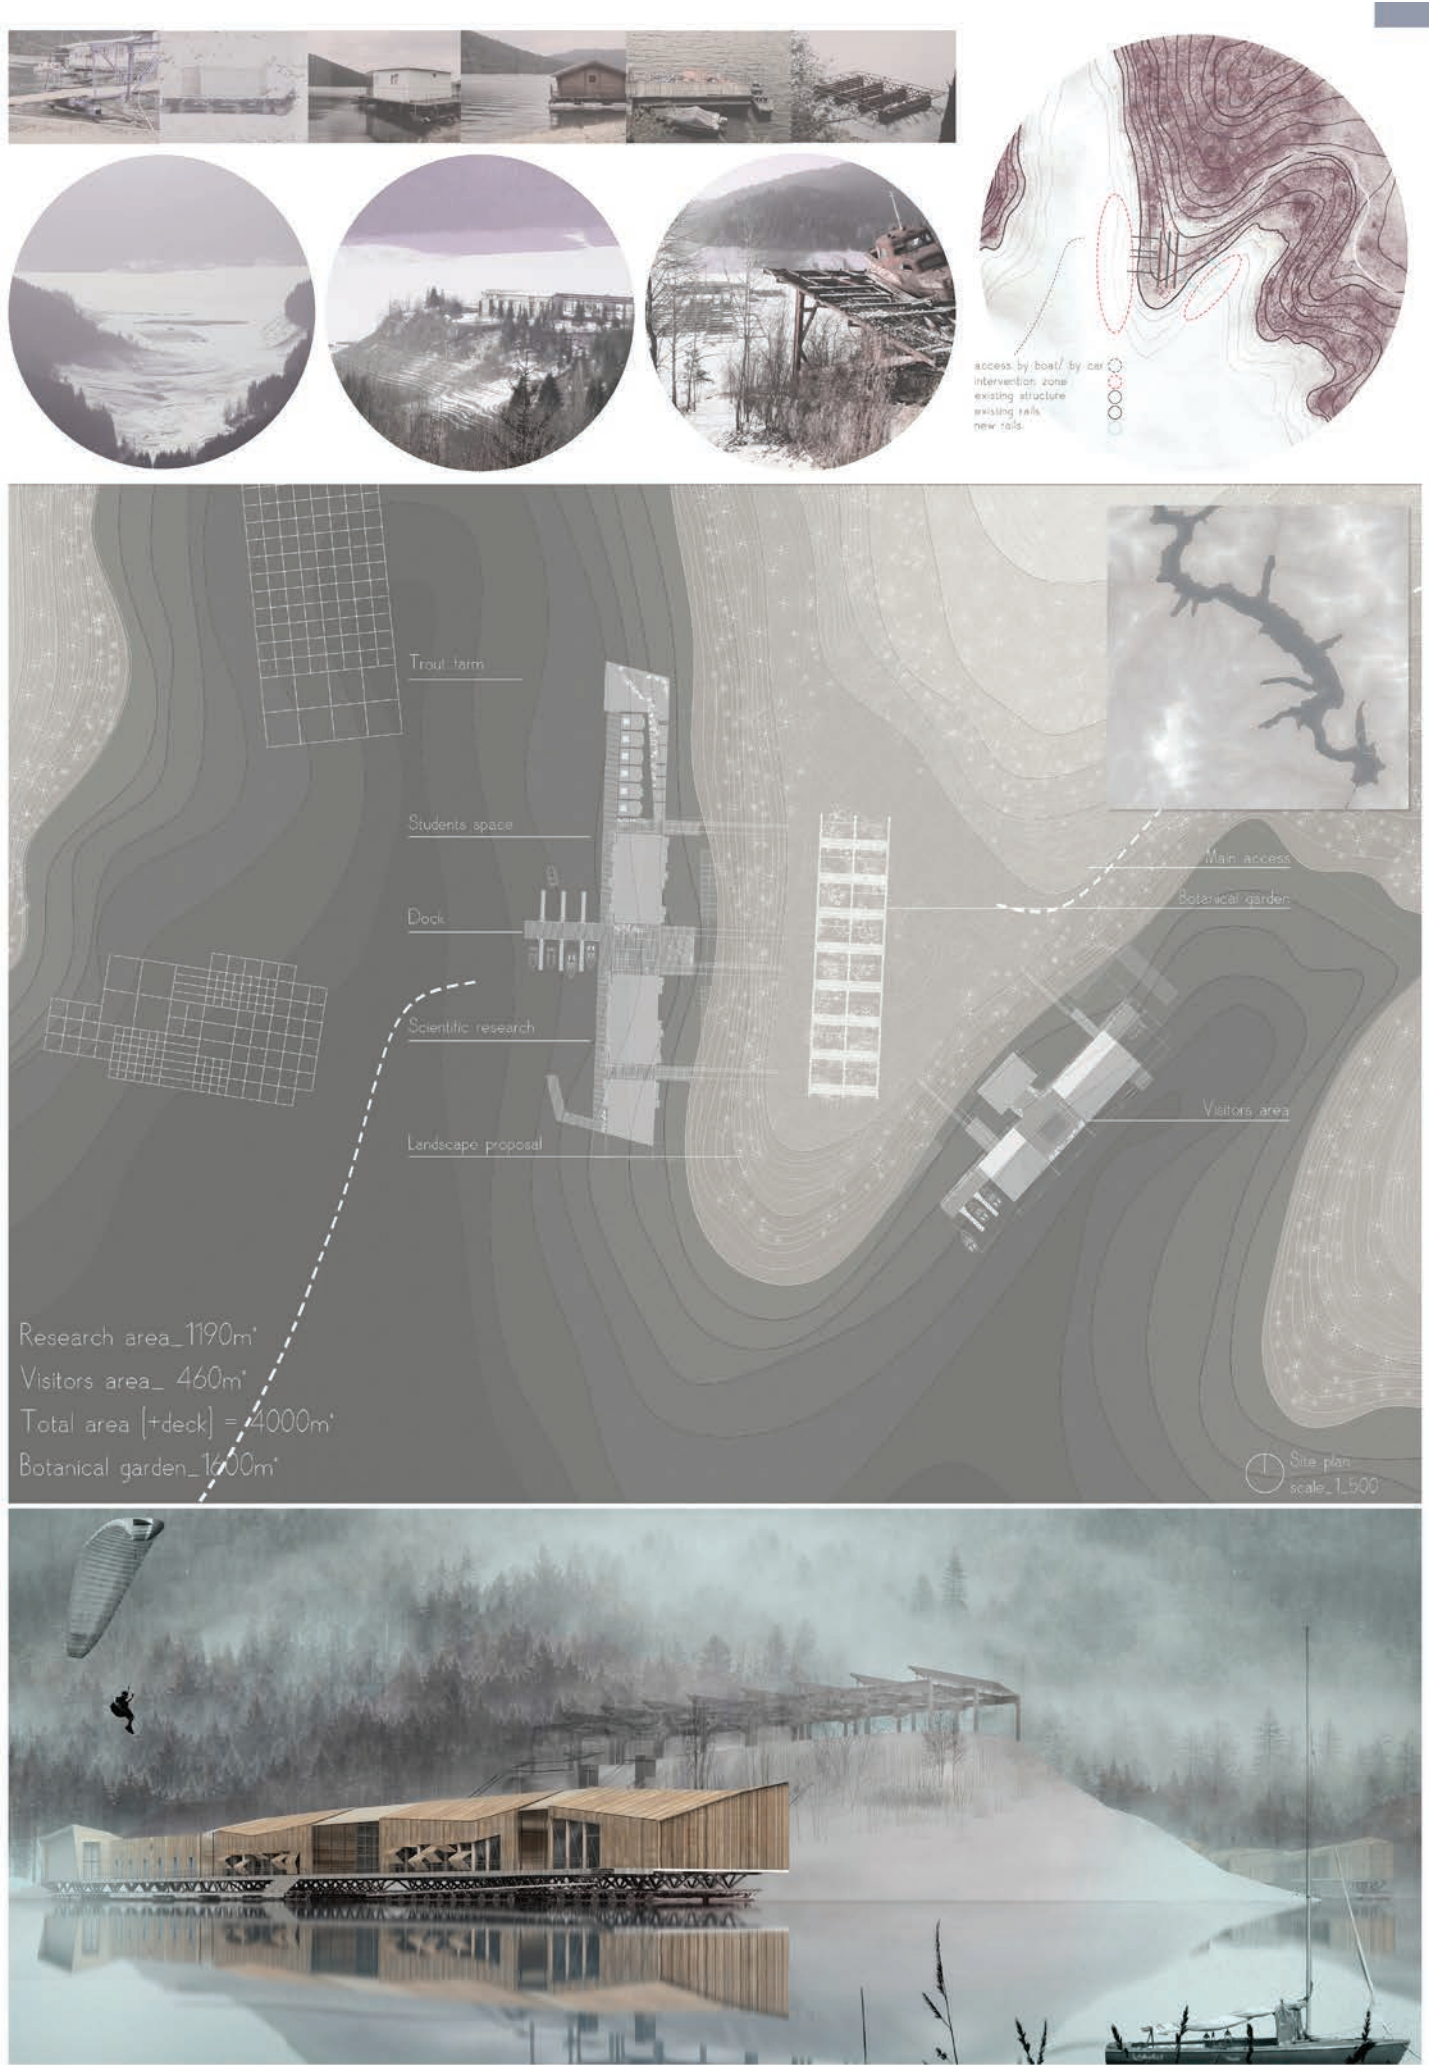 access by boat/ by car
intervention zone
existing structure
existing rails
new rails
Trout farm
Students space
Main access
Botanical garden
Dock
Scientific research
Visitors area
Landscape proposal
Research area_1190m²
Visitors area_ 460m²
Total area [+deck] = 4000m²
Botanical garden_1600m²
Site plan
scale_1_500